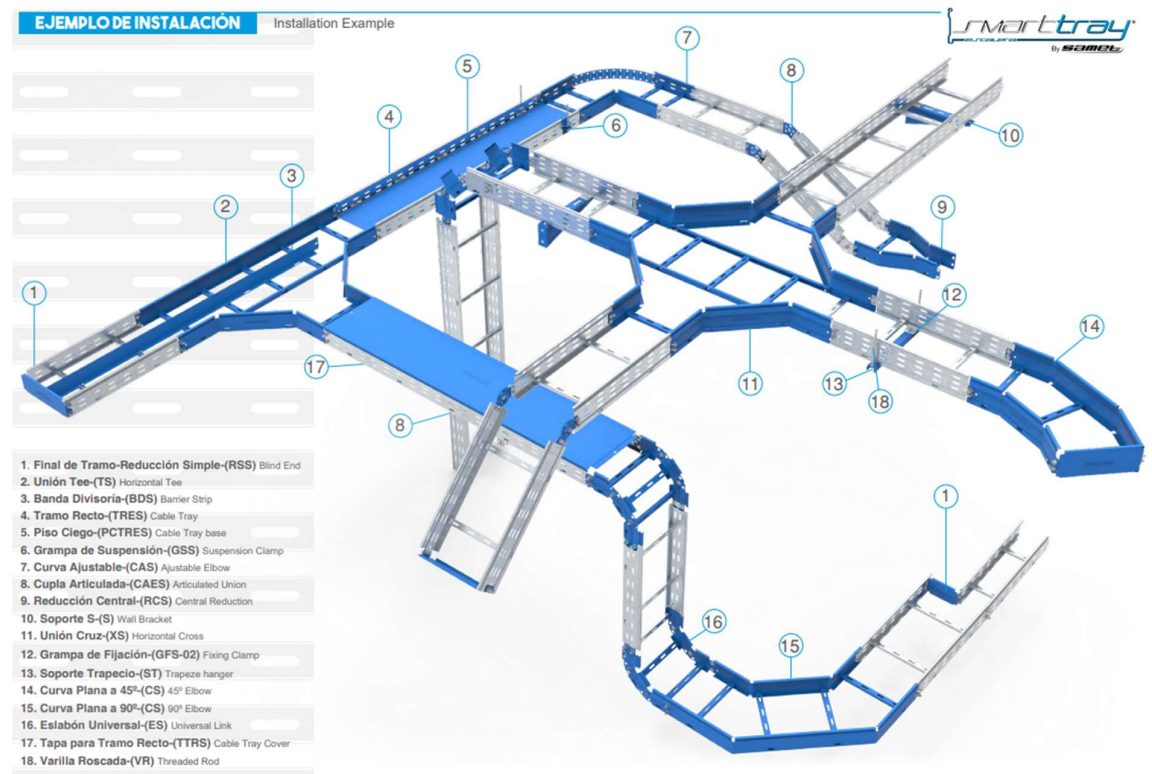 EJEMPLO DE INSTALACIÓN
Installation Example
smarttray
By SAMET
1
2
3
4
5
6
7
8
9
10
11
12
13
14
15
16
17
18
8
1
1. Final de Tramo-Reducción Simple-(RSS) Blind End
2. Unión Tee-(TS) Horizontal Tee
3. Banda Divisoría-(BDS) Barrier Strip
4. Tramo Recto-(TRES) Cable Tray
5. Piso Ciego-(PCTRES) Cable Tray base
6. Grampa de Suspensión-(GSS) Suspension Clamp
7. Curva Ajustable-(CAS) Ajustable Elbow
8. Cupla Articulada-(CAES) Articulated Union
9. Reducción Central-(RCS) Central Reduction
10. Soporte S-(S) Wall Bracket
11. Unión Cruz-(XS) Horizontal Cross
12. Grampa de Fijación-(GFS-02) Fixing Clamp
13. Soporte Trapecio-(ST) Trapeze hanger
14. Curva Plana a 45º-(CS) 45º Elbow
15. Curva Plana a 90º-(CS) 90º Elbow
16. Eslabón Universal-(ES) Universal Link
17. Tapa para Tramo Recto-(TTRS) Cable Tray Cover
18. Varilla Roscada-(VR) Threaded Rod